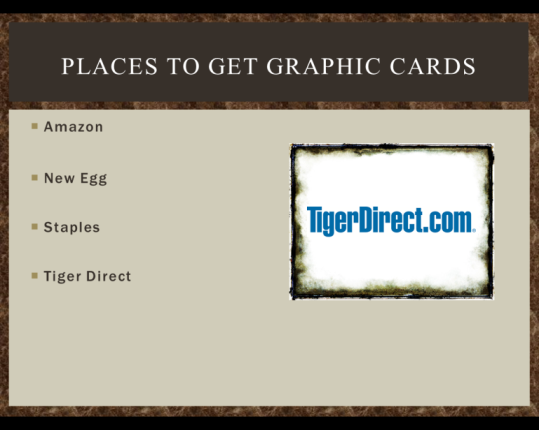 PLACES TO GET GRAPHIC CARDS
Amazon
New Egg
Staples
Tiger Direct
TigerDirect.com